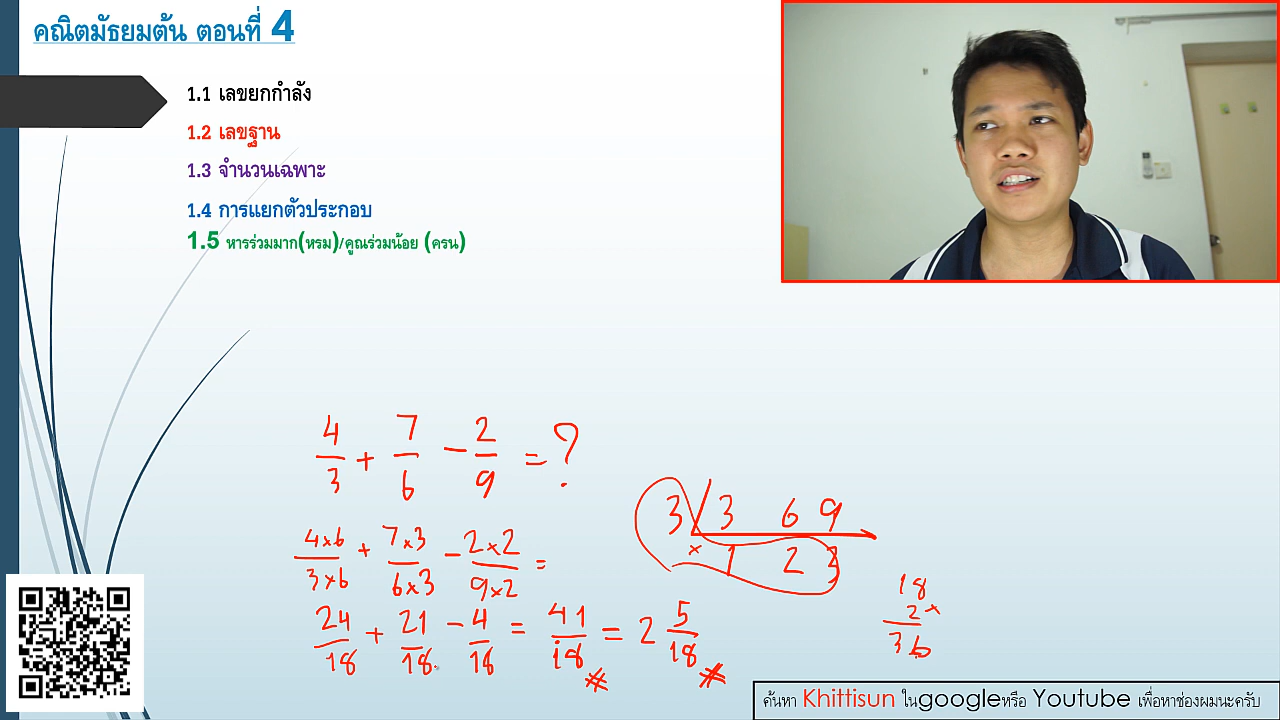 คณิตมัธยมต้น ตอนที่ 4
1.1 เลขยกกำลัง
1.2 เลขฐาน
1.3 จำนวนเฉพาะ
1.4 การแยกตัวประกอบ
1.5 หารร่วมมาก(หรม)/คูณร่วมน้อย (ครน)
4/3 + 7/6 − 2/9 = ?
3 3 6 9
× 1 2 3
4×6/3×6 + 7×3/6×3 − 2×2/9×2 =
24/18 + 21/18 − 4/18 = 41/18 = 2 5/18
18
2 ×
36
ค้นหา Khittisun ในgoogleหรือ Youtube เพื่อหาช่องผมนะครับ